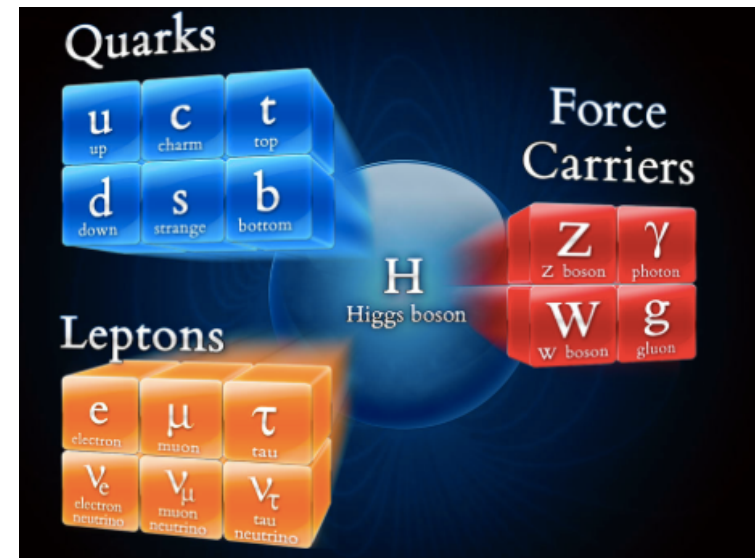 Quarks
u c t
up charm top
d s b
down strange bottom
Force
Carriers
Z γ
Z boson photon
W g
W boson gluon
H
Higgs boson
Leptons
e μ τ
electron muon tau
νe νμ ντ
electron muon tau
neutrino neutrino neutrino